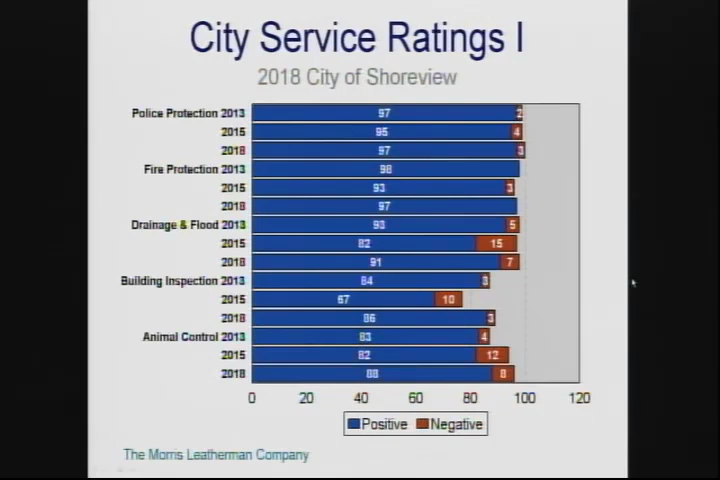 City Service Ratings I
2018 City of Shoreview
Police Protection 2013 97 2
2015 95 4
2018 97 3
Fire Protection 2013 98
2015 93 3
2018 97
Drainage & Flood 2013 93 5
2015 82 15
2018 91 7
Building Inspection 2013 84 3
2015 67 10
2018 86 3
Animal Control 2013 83 4
2015 82 12
2018 88 8
0 20 40 60 80 100 120
Positive Negative
The Morris Leatherman Company